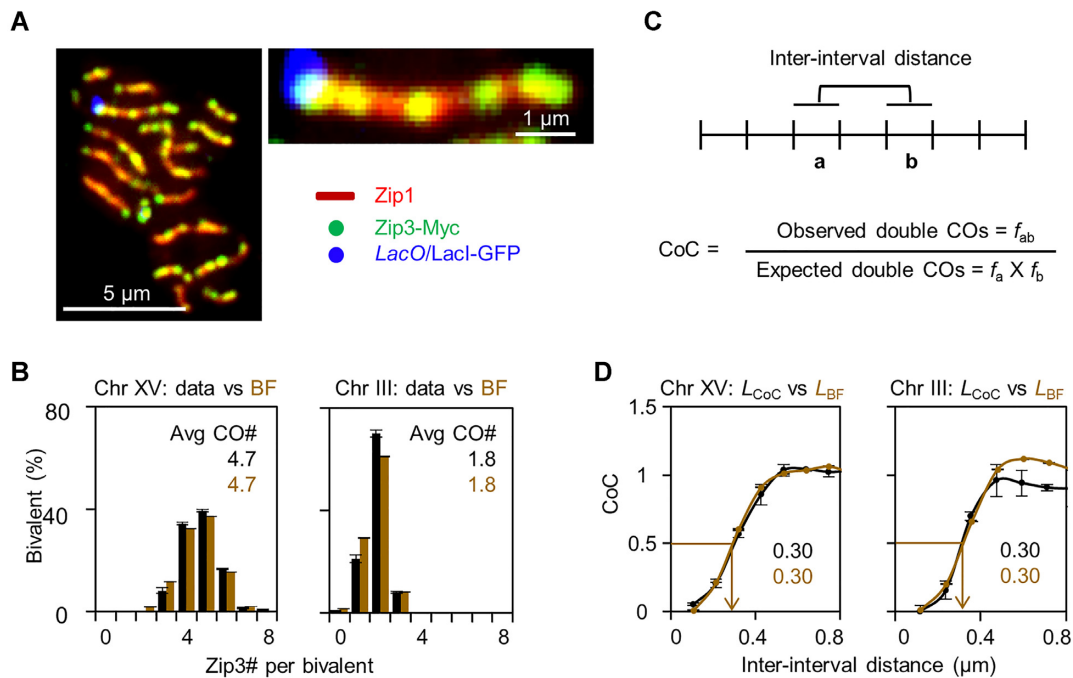 A
5 µm
1 µm
Zip1
Zip3-Myc
LacO/LacI-GFP
C
Inter-interval distance
a b
CoC = Observed double COs = fab
Expected double COs = fa X fb
B
Chr XV: data vs BF
Chr III: data vs BF
80
40
0
Bivalent (%)
Avg CO#
4.7
4.7
Avg CO#
1.8
1.8
0 4 8
0 4 8
Zip3# per bivalent
D
Chr XV: LCoC vs LBF
Chr III: LCoC vs LBF
1.5
1
0.5
0
CoC
0.30
0.30
0.30
0.30
0 0.4 0.8
0 0.4 0.8
Inter-interval distance (µm)